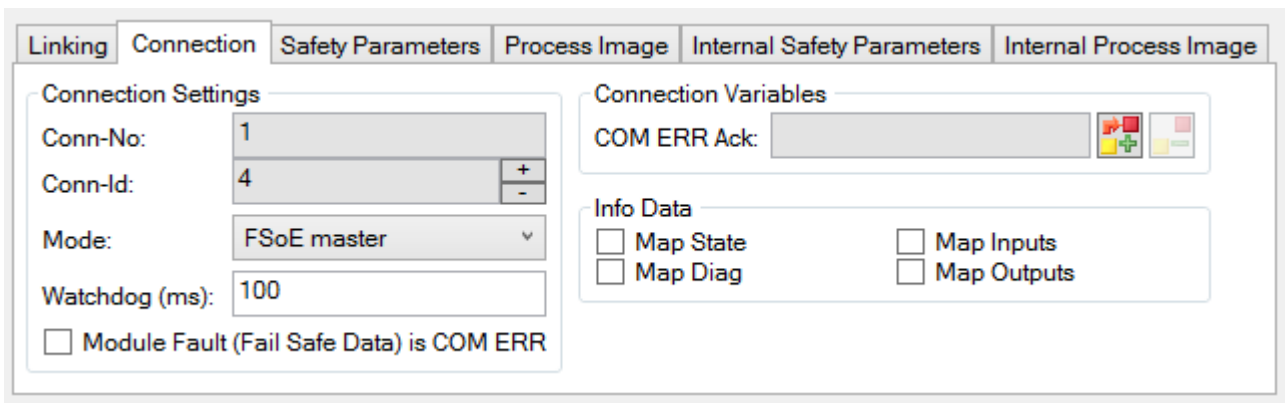 Linking Connection Safety Parameters Process Image Internal Safety Parameters Internal Process Image
Connection Settings
Conn-No: 1
Conn-Id: 4 + -
Mode: FSoE master
Watchdog (ms): 100
Module Fault (Fail Safe Data) is COM ERR
Connection Variables
COM ERR Ack:
Info Data
Map State Map Inputs
Map Diag Map Outputs